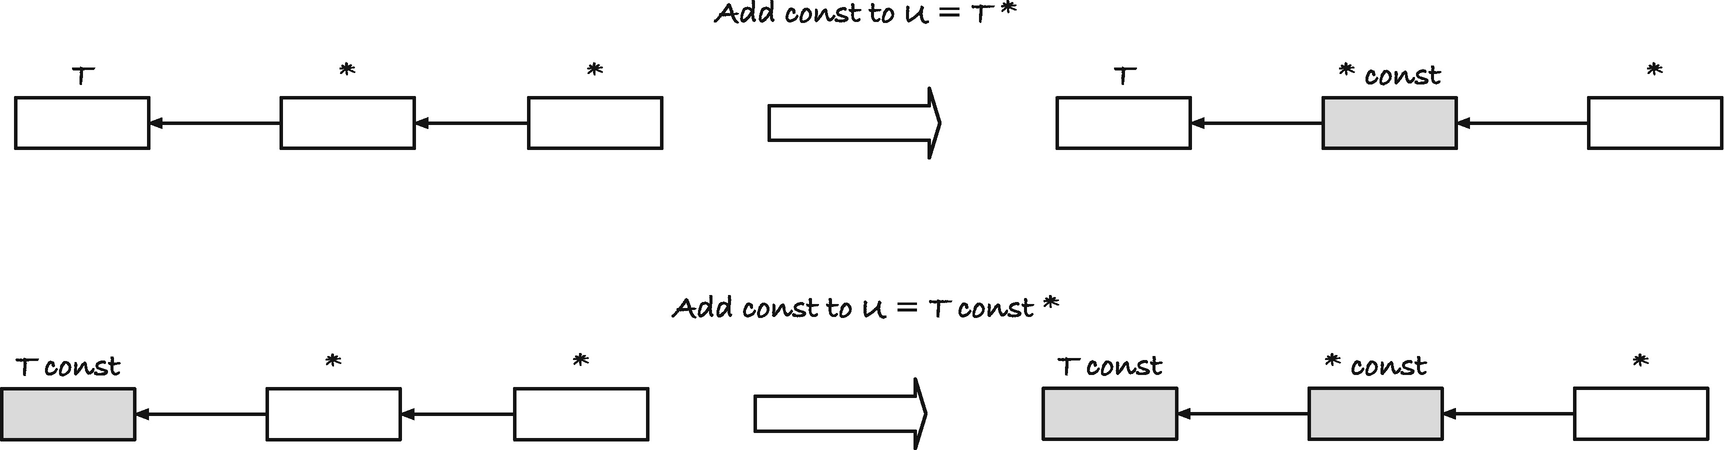 Add const to U = T *
T * * T * const *
Add const to U = T const *
T const * * T const * const *